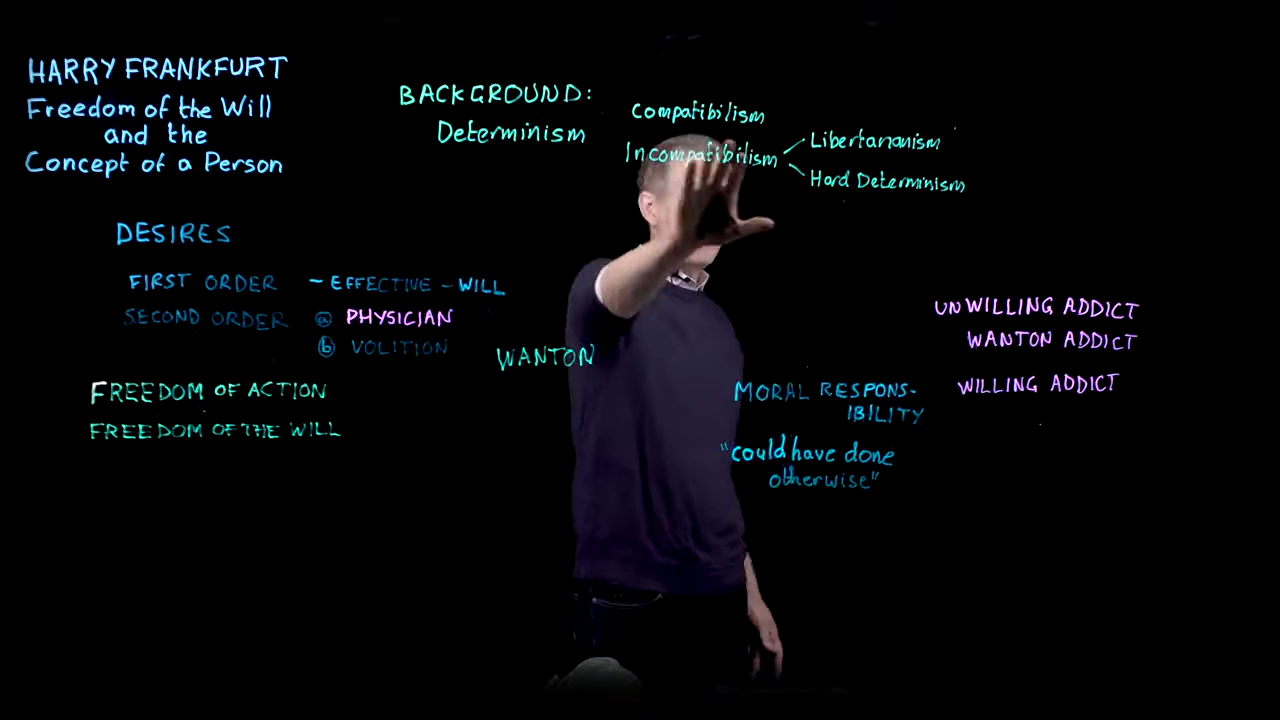 HARRY FRANKFURT
Freedom of the Will
and the
Concept of a Person
BACKGROUND:
Determinism
Compatibilism
Incompatibilism
Libertarianism
Hard Determinism
DESIRES
FIRST ORDER - EFFECTIVE - WILL
SECOND ORDER ⓐ PHYSICIAN
ⓑ VOLITION
WANTON
FREEDOM OF ACTION
FREEDOM OF THE WILL
MORAL RESPONS-
IBILITY
"could have done
otherwise"
UNWILLING ADDICT
WANTON ADDICT
WILLING ADDICT